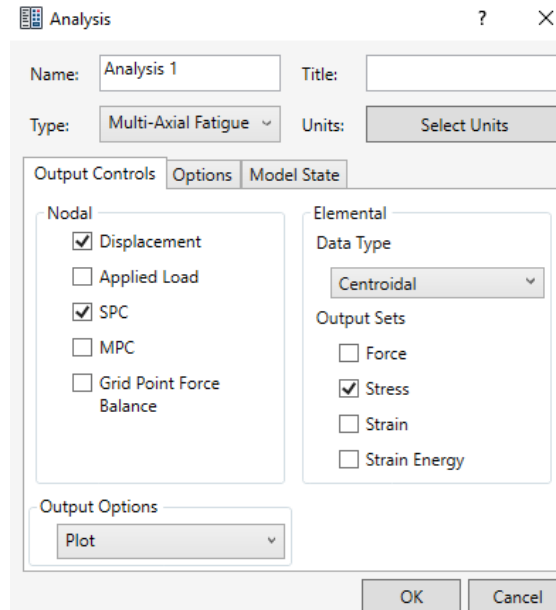 Analysis
?
Name: Analysis 1 Title:
Type: Multi-Axial Fatigue Units: Select Units
Output Controls Options Model State
Nodal
Displacement
Applied Load
SPC
MPC
Grid Point Force
Balance
Elemental
Data Type
Centroidal
Output Sets
Force
Stress
Strain
Strain Energy
Output Options
Plot
OK Cancel